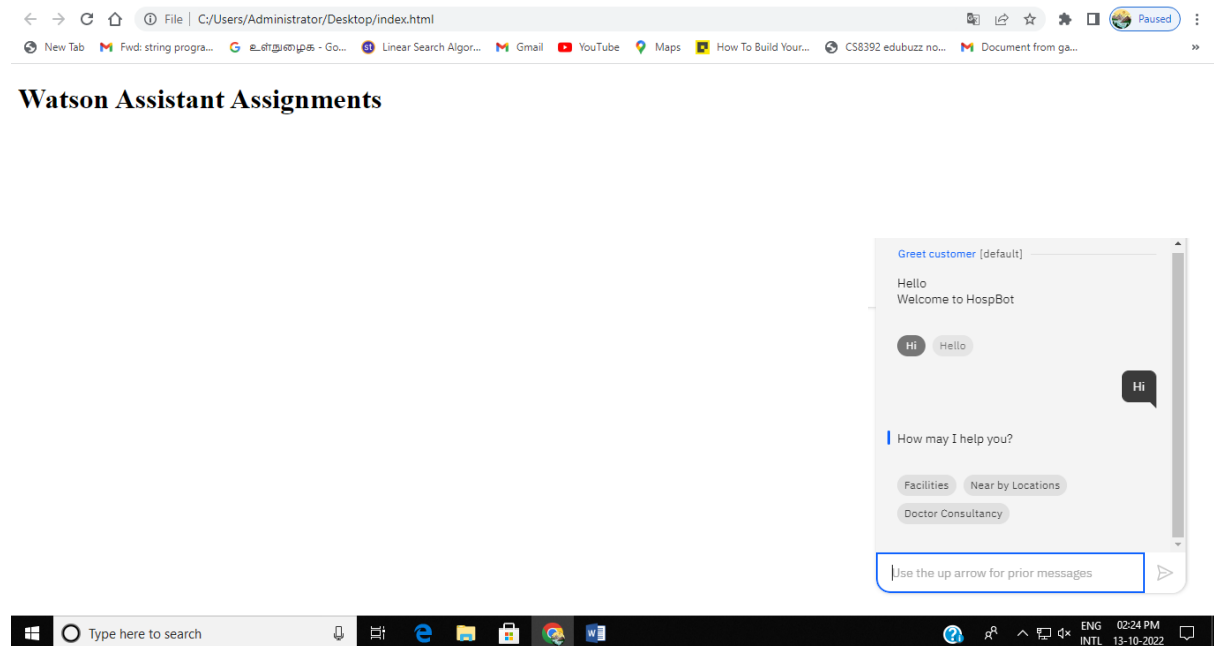 File | C:/Users/Administrator/Desktop/index.html Paused
New Tab Fwd: string progra... உள்நுழைக - Go... Linear Search Algor... Gmail YouTube Maps How To Build Your... CS8392 edubuzz no... Document from ga... »
Watson Assistant Assignments
Greet customer [default]
Hello
Welcome to HospBot
Hi Hello
Hi
How may I help you?
Facilities Near by Locations
Doctor Consultancy
Use the up arrow for prior messages
Type here to search
ENG 02:24 PM
INTL 13-10-2022